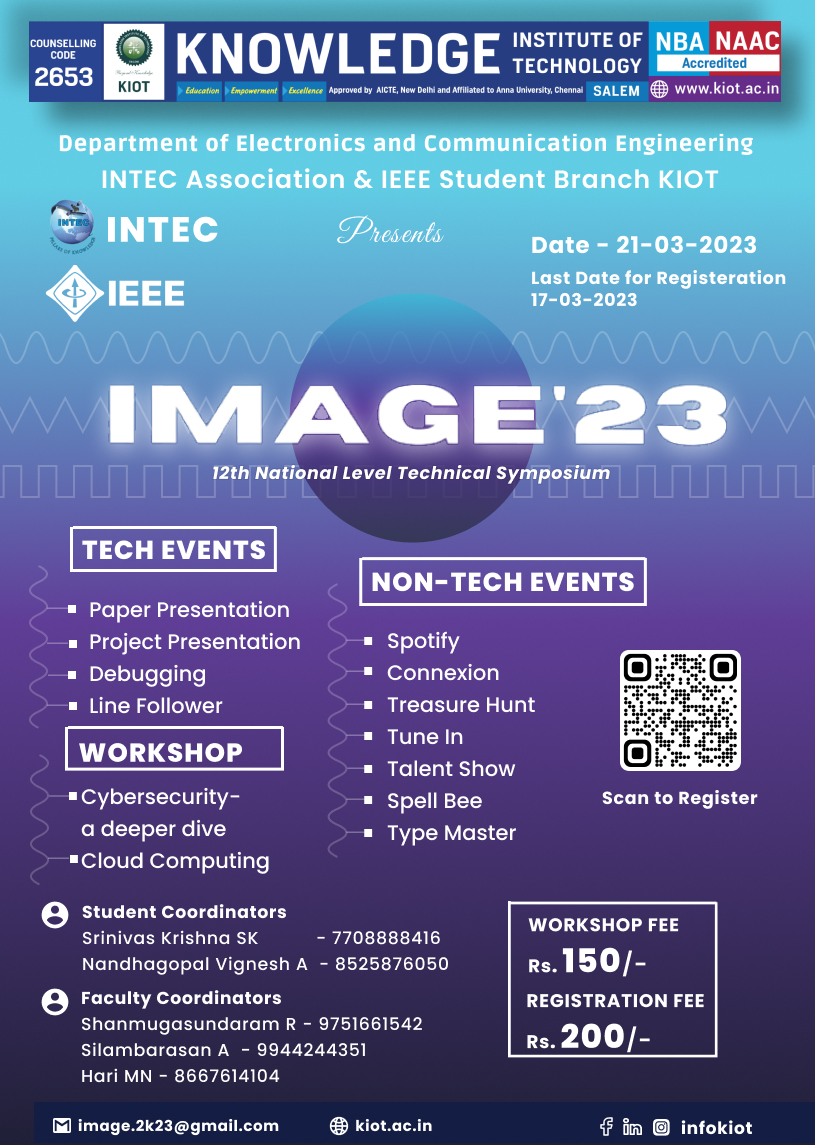 COUNSELLING
CODE
2653
KIOT
KNOWLEDGE
INSTITUTE OF
TECHNOLOGY
Education Empowerment Excellence
Approved by AICTE, New Delhi and Affiliated to Anna University, Chennai
SALEM
NBA NAAC
Accredited
www.kiot.ac.in
Department of Electronics and Communication Engineering
INTEC Association & IEEE Student Branch KIOT
INTEC
INTEC
IEEE
Presents
Date - 21-03-2023
Last Date for Registeration
17-03-2023
IMAGE'23
12th National Level Technical Symposium
TECH EVENTS
Paper Presentation
Project Presentation
Debugging
Line Follower
WORKSHOP
Cybersecurity-
a deeper dive
Cloud Computing
NON-TECH EVENTS
Spotify
Connexion
Treasure Hunt
Tune In
Talent Show
Spell Bee
Type Master
Scan to Register
Student Coordinators
Srinivas Krishna SK - 7708888416
Nandhagopal Vignesh A - 8525876050
Faculty Coordinators
Shanmugasundaram R - 9751661542
Silambarasan A - 9944244351
Hari MN - 8667614104
WORKSHOP FEE
Rs. 150/-
REGISTRATION FEE
Rs. 200/-
image.2k23@gmail.com
kiot.ac.in
infokiot